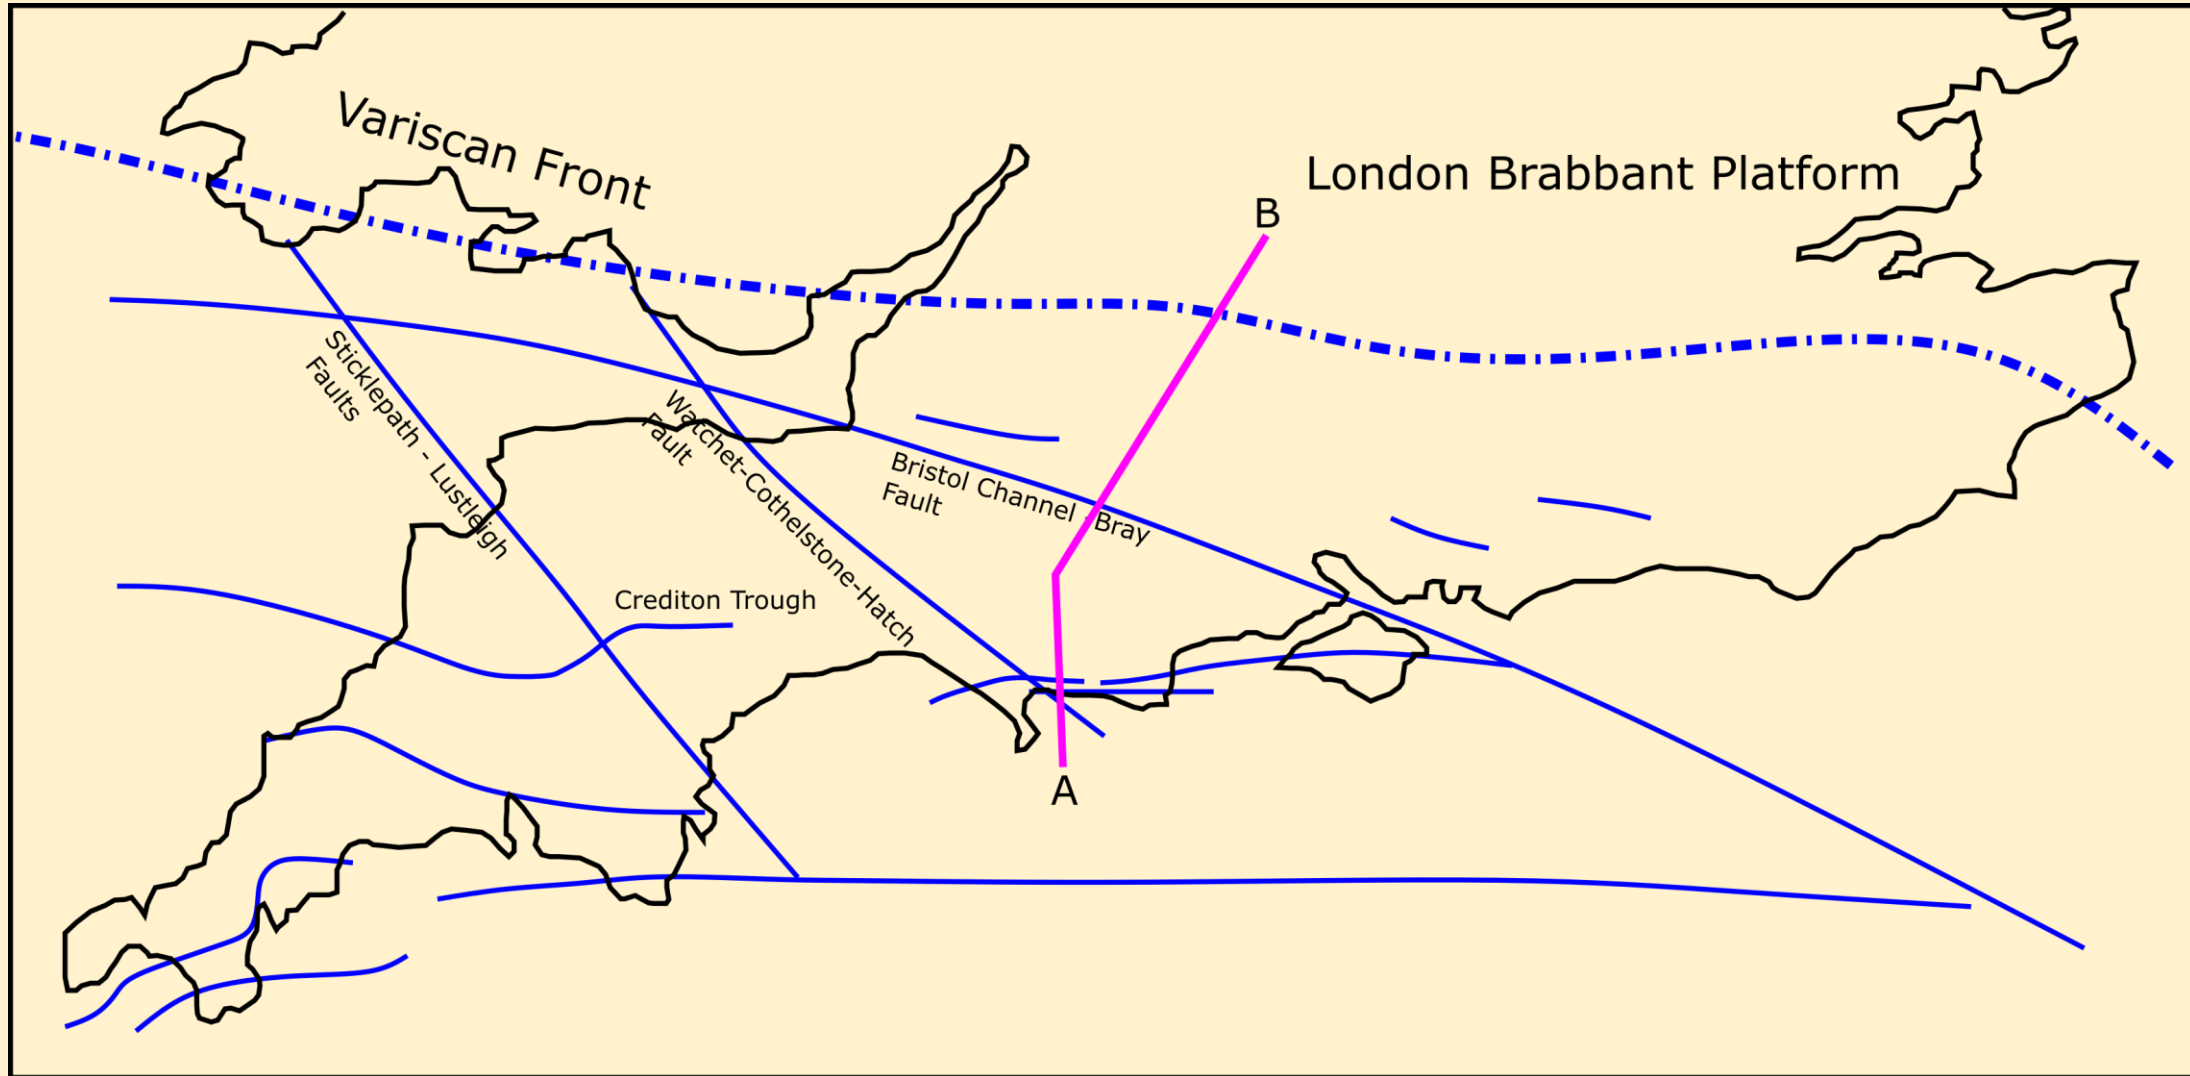 Variscan Front
London Brabbant Platform
B
Sticklepath - Lustleigh
Faults
Watchet-Cothelstone-Hatch
Fault
Bristol Channel - Bray
Fault
Crediton Trough
A